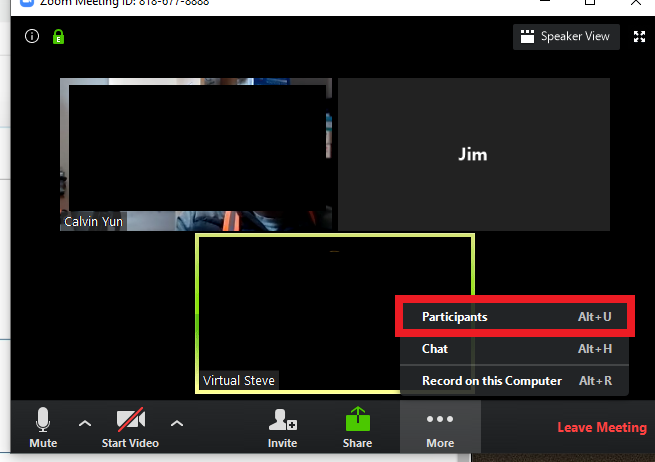 Zoom Meeting ID: 818-677-8888
Speaker View
Jim
Calvin Yun
Virtual Steve
Participants Alt+U
Chat Alt+H
Record on this Computer Alt+R
Mute
Start Video
Invite
Share
More
Leave Meeting